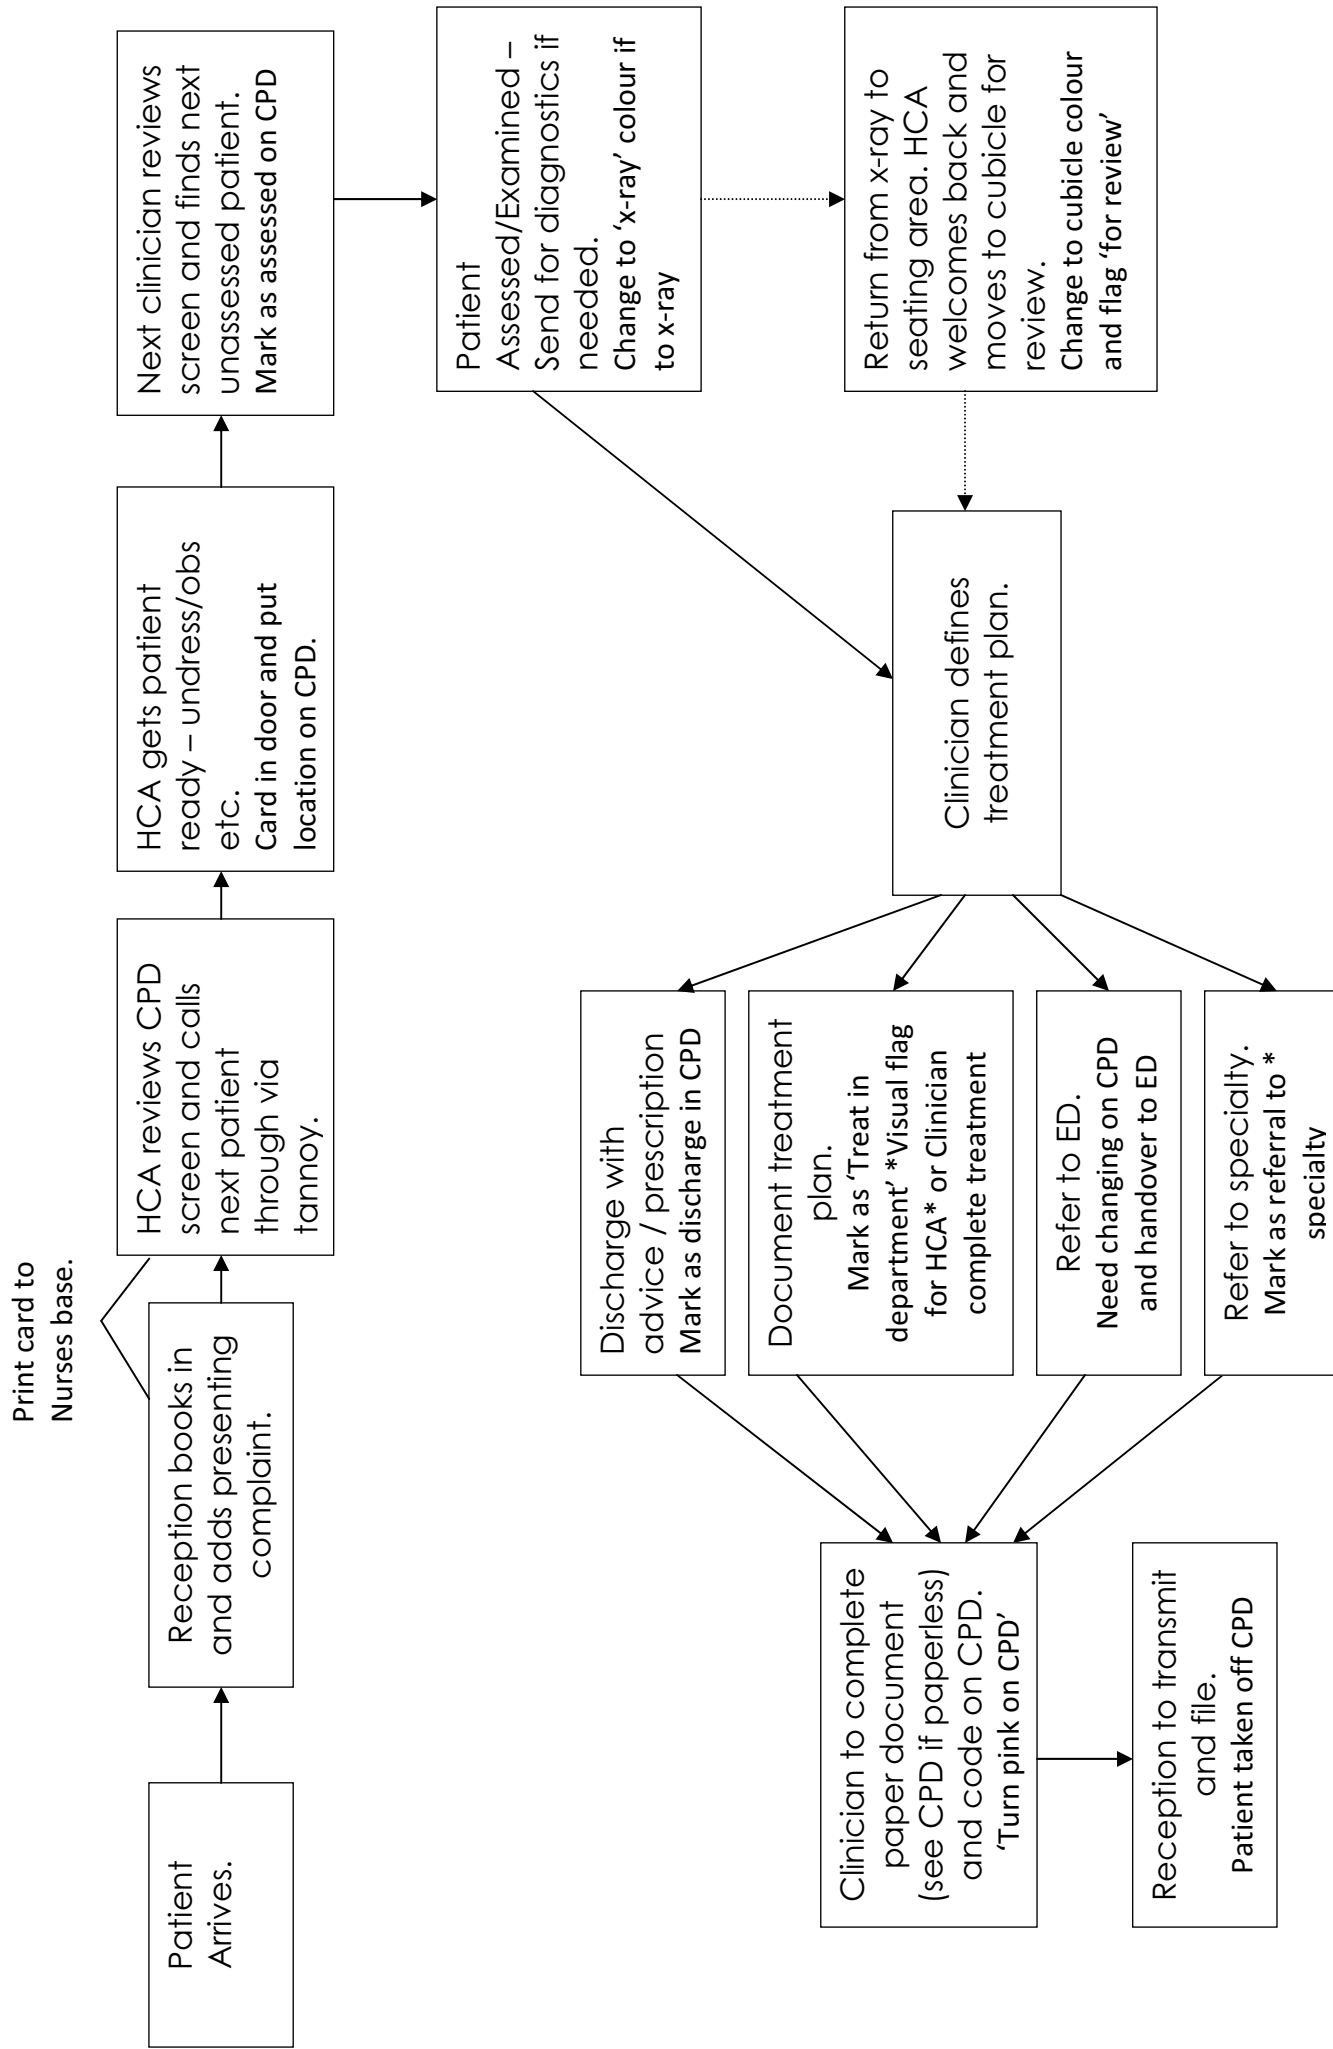 Print card to
Nurses base.
Patient
Arrives.
Reception books in
and adds presenting
complaint.
HCA reviews CPD
screen and calls
next patient
through via
tannoy.
HCA gets patient
ready – undress/obs
etc.
Card in door and put
location on CPD.
Next clinician reviews
screen and finds next
unassessed patient.
Mark as assessed on CPD
Patient
Assessed/Examined –
Send for diagnostics if
needed.
Change to ‘x-ray’ colour if
to x-ray
Return from x-ray to
seating area. HCA
welcomes back and
moves to cubicle for
review.
Change to cubicle colour
and flag ‘for review’
Clinician defines
treatment plan.
Discharge with
advice / prescription
Mark as discharge in CPD
Document treatment
plan.
Mark as ‘Treat in
department’ *Visual flag
for HCA* or Clinician
complete treatment
Refer to ED.
Need changing on CPD
and handover to ED
Refer to specialty.
Mark as referral to *
specialty
Clinician to complete
paper document
(see CPD if paperless)
and code on CPD.
‘Turn pink on CPD’
Reception to transmit
and file.
Patient taken off CPD